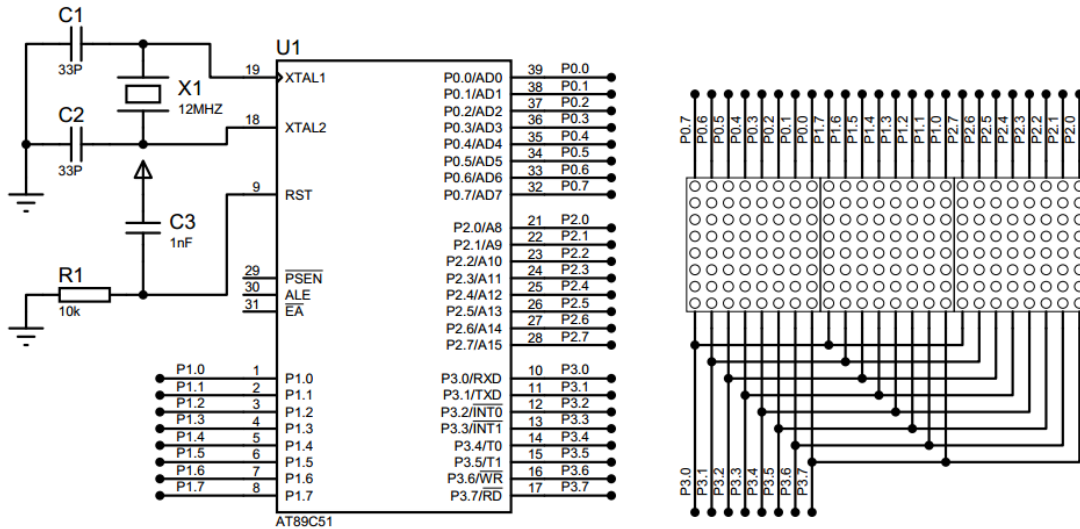 C1
33P
X1
12MHZ
C2
33P
C3
1nF
R1
10k
U1
19 XTAL1
18 XTAL2
9 RST
29 PSEN
30 ALE
31 EA
P1.0 1 P1.0
P1.1 2 P1.1
P1.2 3 P1.2
P1.3 4 P1.3
P1.4 5 P1.4
P1.5 6 P1.5
P1.6 7 P1.6
P1.7 8 P1.7
P0.0/AD0 39 P0.0
P0.1/AD1 38 P0.1
P0.2/AD2 37 P0.2
P0.3/AD3 36 P0.3
P0.4/AD4 35 P0.4
P0.5/AD5 34 P0.5
P0.6/AD6 33 P0.6
P0.7/AD7 32 P0.7
P2.0/A8 21 P2.0
P2.1/A9 22 P2.1
P2.2/A10 23 P2.2
P2.3/A11 24 P2.3
P2.4/A12 25 P2.4
P2.5/A13 26 P2.5
P2.6/A14 27 P2.6
P2.7/A15 28 P2.7
P3.0/RXD 10 P3.0
P3.1/TXD 11 P3.1
P3.2/INT0 12 P3.2
P3.3/INT1 13 P3.3
P3.4/T0 14 P3.4
P3.5/T1 15 P3.5
P3.6/WR 16 P3.6
P3.7/RD 17 P3.7
AT89C51
P0.7 P0.6 P0.5 P0.4 P0.3 P0.2 P0.1 P0.0 P1.7 P1.6 P1.5 P1.4 P1.3 P1.2 P1.1 P1.0 P2.7 P2.6 P2.5 P2.4 P2.3 P2.2 P2.1 P2.0
P3.0 P3.1 P3.2 P3.3 P3.4 P3.5 P3.6 P3.7